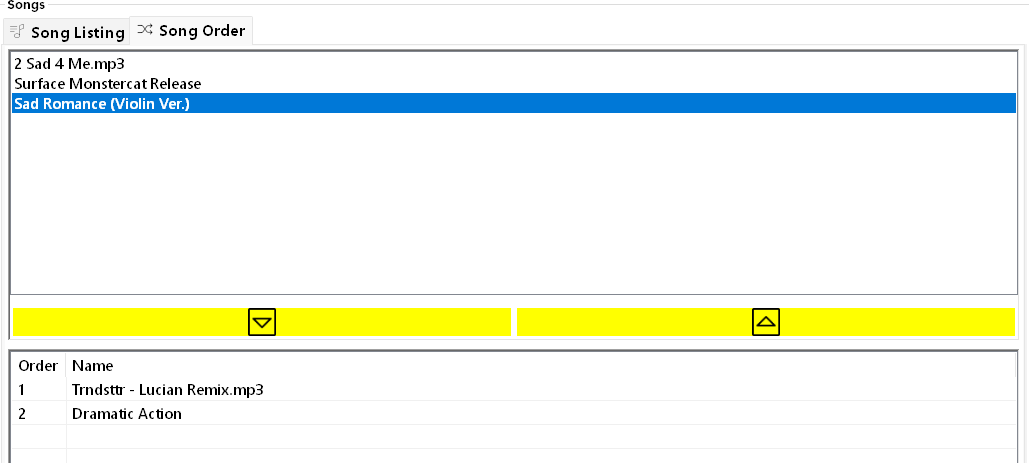 Songs
Song Listing Song Order
2 Sad 4 Me.mp3
Surface Monstercat Release
Sad Romance (Violin Ver.)
Order Name
1 Trndsttr - Lucian Remix.mp3
2 Dramatic Action